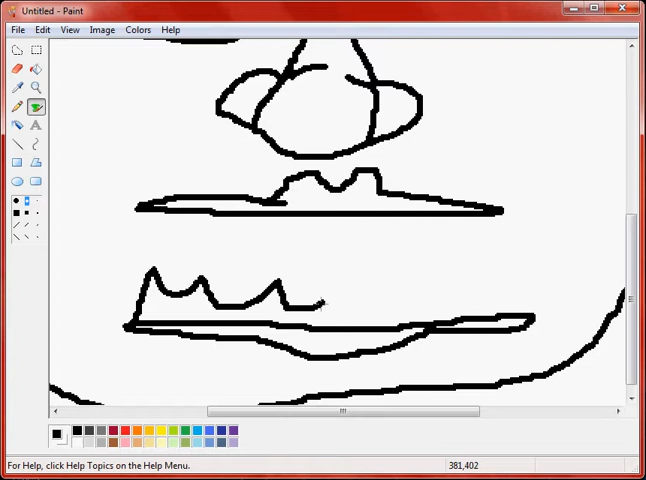 Untitled - Paint
File Edit View Image Colors Help
A
For Help, click Help Topics on the Help Menu. 381,402